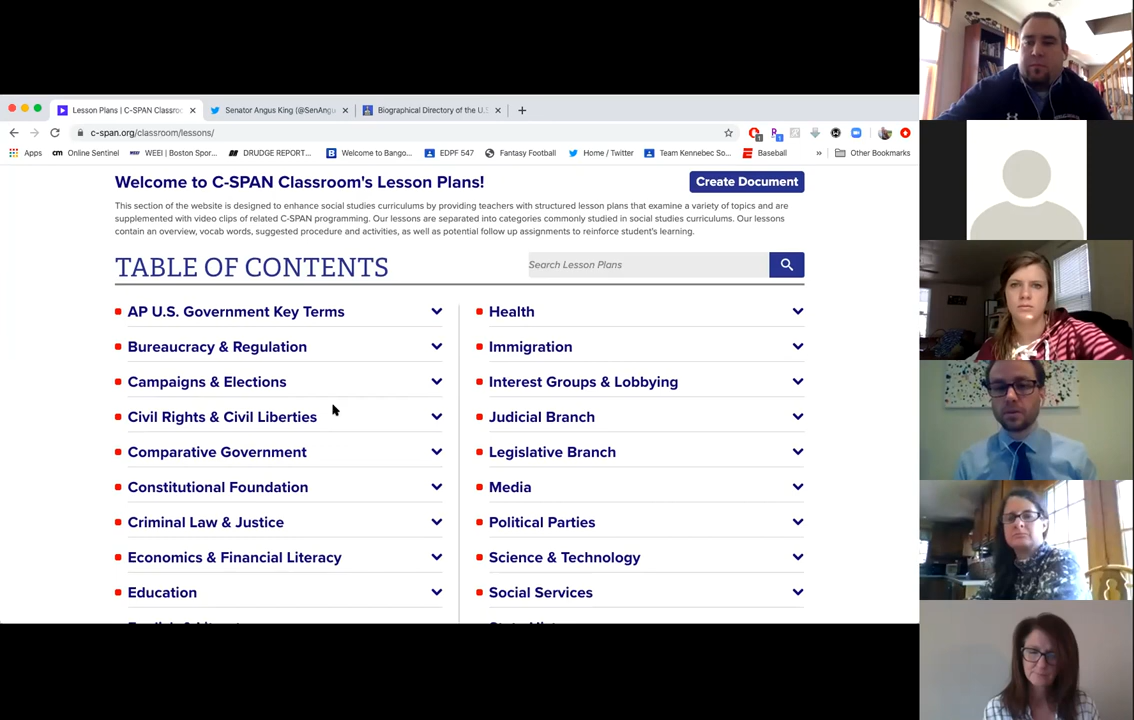 Lesson Plans | C-SPAN Classroo
Senator Angus King (@SenAngu
Biographical Directory of the U.S
c-span.org/classroom/lessons/
Apps
Online Sentinel
WEEI | Boston Spor...
DRUDGE REPORT...
Welcome to Bango...
EDPF 547
Fantasy Football
Home / Twitter
Team Kennebec So...
Baseball
»
Other Bookmarks
Welcome to C-SPAN Classroom's Lesson Plans!
Create Document
This section of the website is designed to enhance social studies curriculums by providing teachers with structured lesson plans that examine a variety of topics and are
supplemented with video clips of related C-SPAN programming. Our lessons are separated into categories commonly studied in social studies curriculums. Our lessons
contain an overview, vocab words, suggested procedure and activities, as well as potential follow up assignments to reinforce student's learning.
TABLE OF CONTENTS
Search Lesson Plans
AP U.S. Government Key Terms
Bureaucracy & Regulation
Campaigns & Elections
Civil Rights & Civil Liberties
Comparative Government
Constitutional Foundation
Criminal Law & Justice
Economics & Financial Literacy
Education
Health
Immigration
Interest Groups & Lobbying
Judicial Branch
Legislative Branch
Media
Political Parties
Science & Technology
Social Services